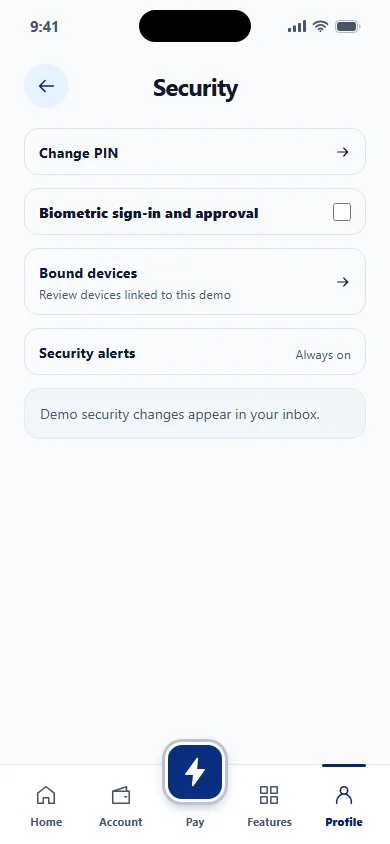 9:41
Security
Change PIN
Biometric sign-in and approval
Bound devices
Review devices linked to this demo
Security alerts
Always on
Demo security changes appear in your inbox.
Home
Account
Pay
Features
Profile